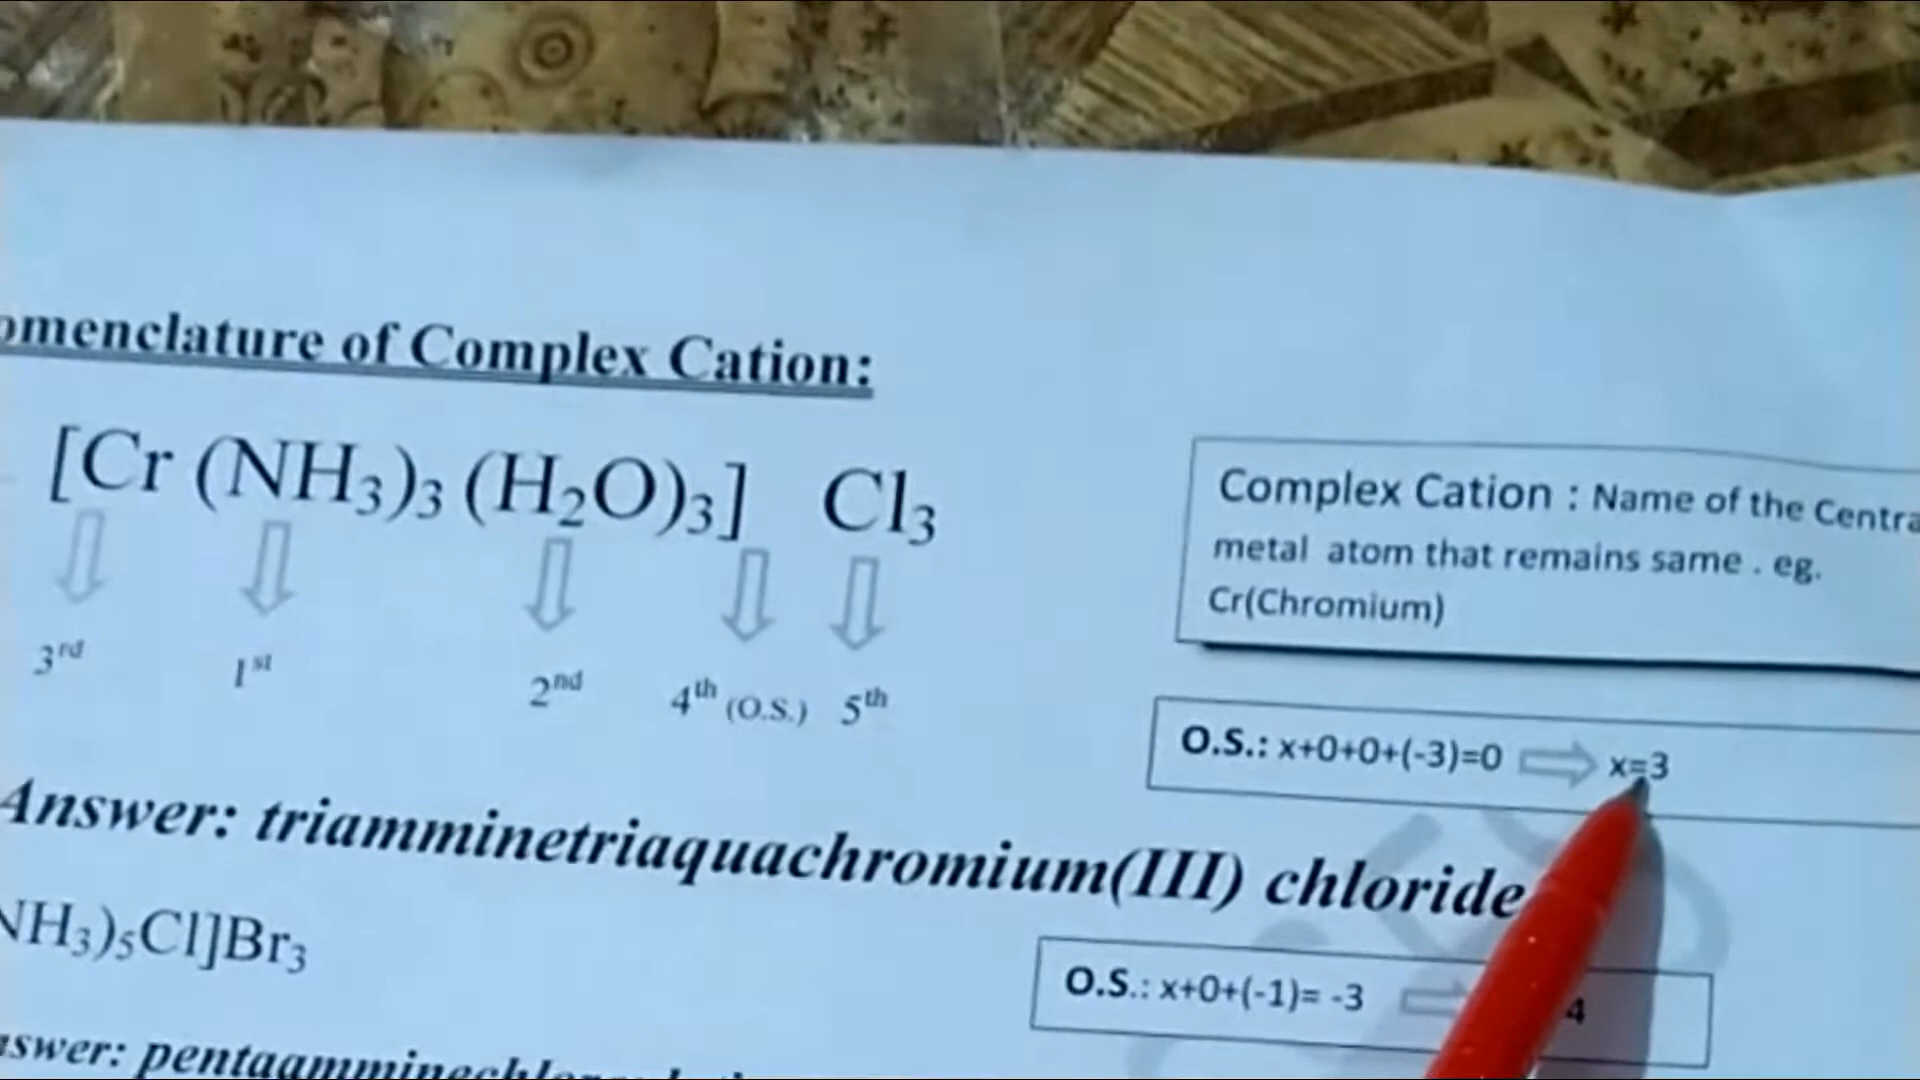 omenclature of Complex Cation:
[Cr (NH₃)₃ (H₂O)₃] Cl₃
3rd 1st 2nd 4th (O.S.) 5th
Complex Cation : Name of the Centra
metal atom that remains same . eg.
Cr(Chromium)
O.S.: x+0+0+(-3)=0 ⇨ x=3
Answer: triamminetriaquachromium(III) chloride
NH₃)₅Cl]Br₃
O.S.: x+0+(-1)= -3 ⇨ 4
swer: pentaamminechloro